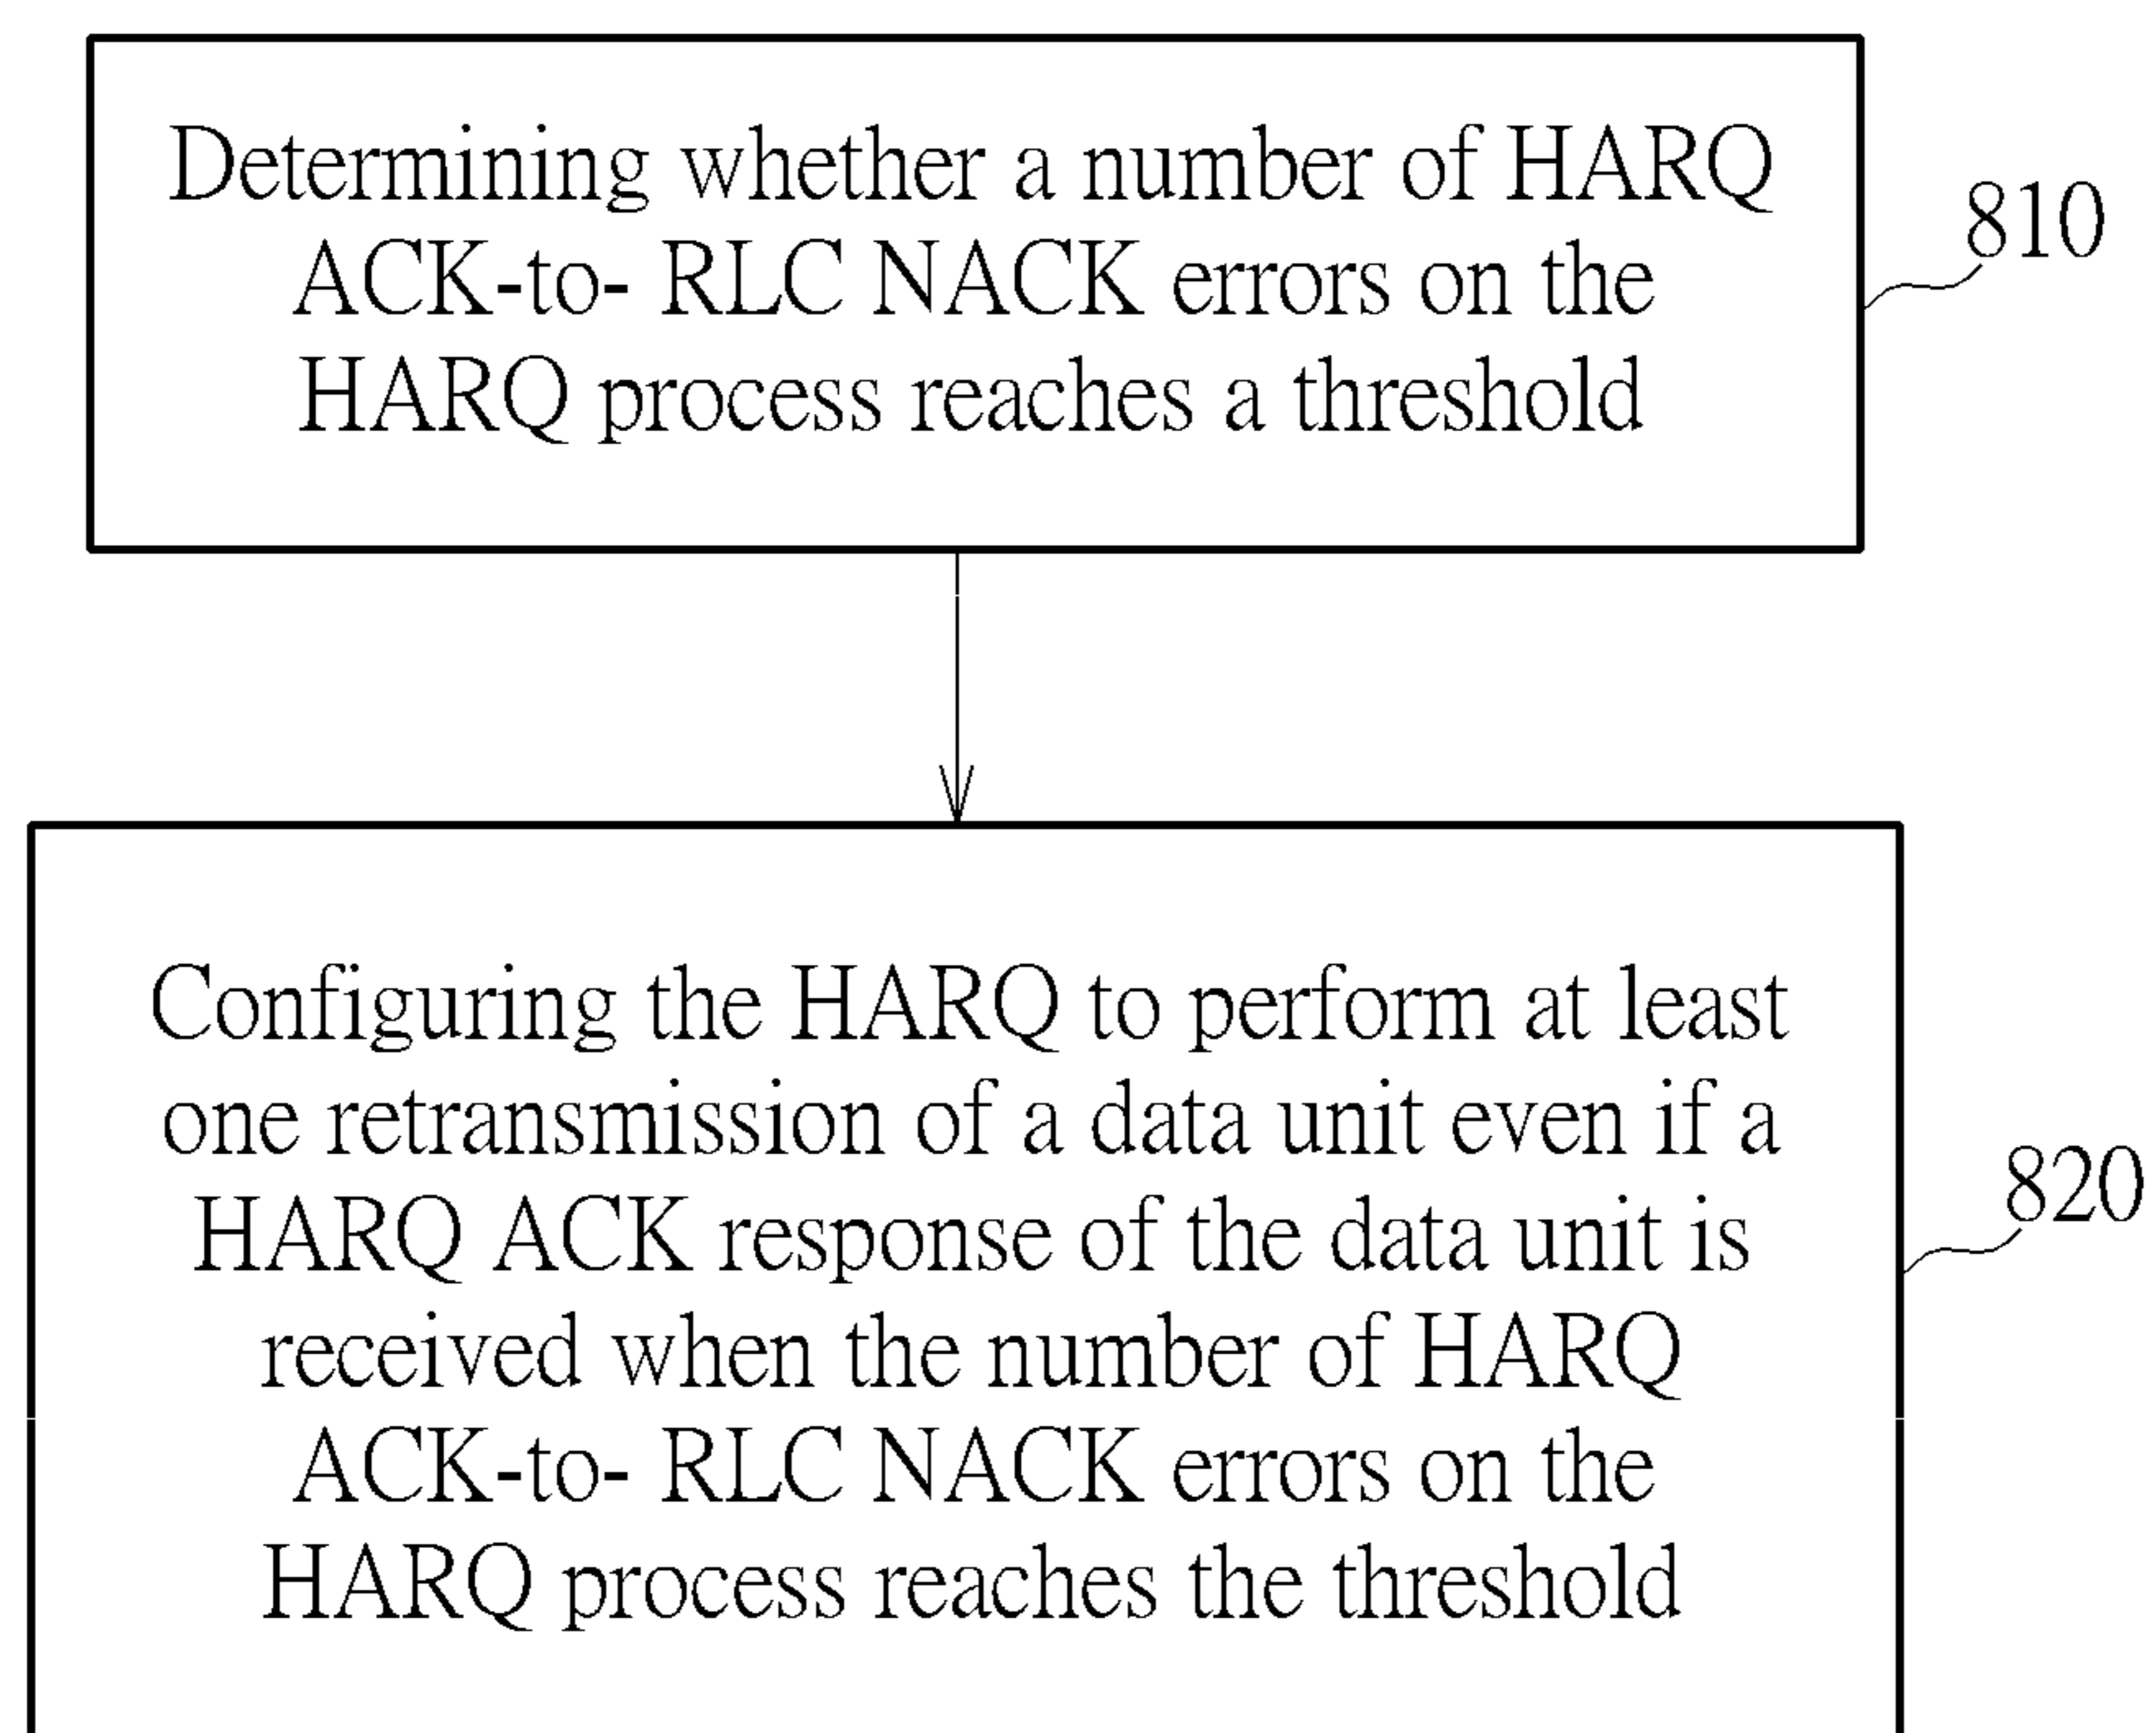 Determining whether a number of HARQ
ACK-to- RLC NACK errors on the
HARQ process reaches a threshold
810
Configuring the HARQ to perform at least
one retransmission of a data unit even if a
HARQ ACK response of the data unit is
received when the number of HARQ
ACK-to- RLC NACK errors on the
HARQ process reaches the threshold
820